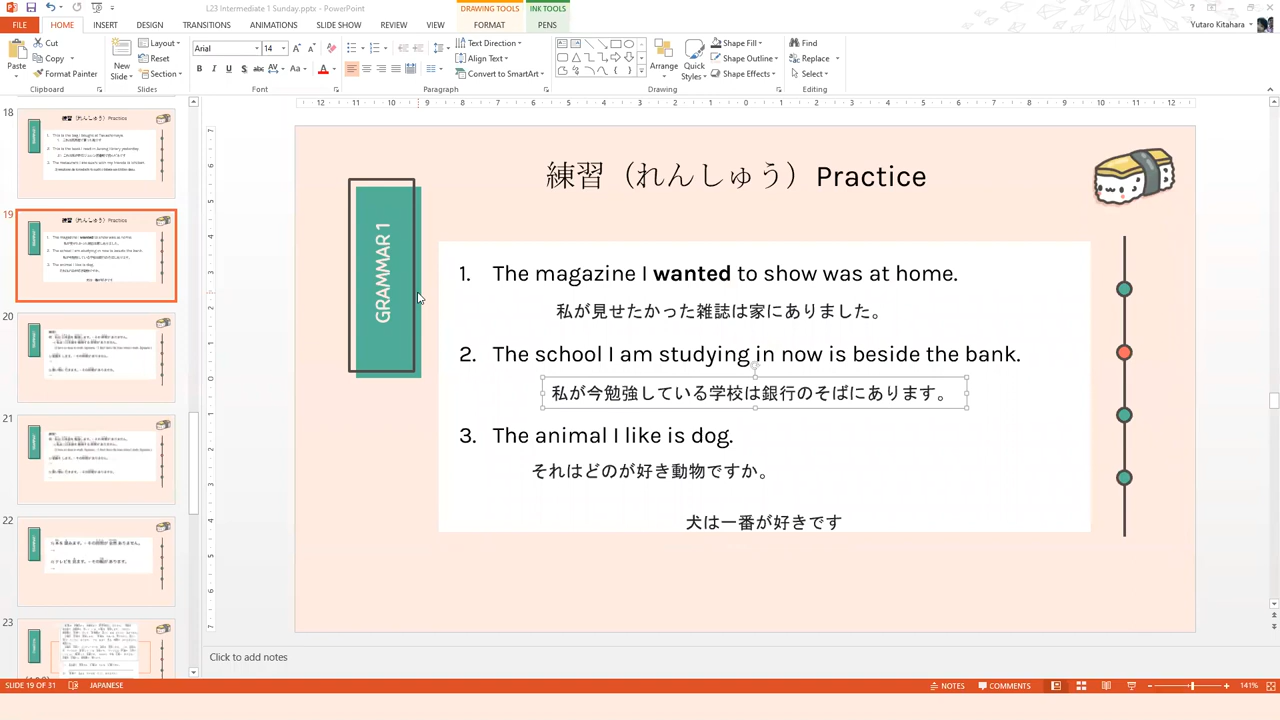 L23 Intermediate 1 Sunday.pptx - PowerPoint
DRAWING TOOLS
INK TOOLS
FILE
HOME
INSERT
DESIGN
TRANSITIONS
ANIMATIONS
SLIDE SHOW
REVIEW
VIEW
FORMAT
PENS
Yutaro Kitahara
Paste
Cut
Copy
Format Painter
Clipboard
New Slide
Layout
Reset
Section
Slides
Arial
14
Font
Text Direction
Align Text
Convert to SmartArt
Paragraph
Arrange
Quick Styles
Shape Fill
Shape Outline
Shape Effects
Drawing
Find
Replace
Select
Editing
18
19
20
21
22
23
練習（れんしゅう）Practice
GRAMMAR 1
1. The magazine I wanted to show was at home.
私が見せたかった雑誌は家にありました。
2. The school I am studying in now is beside the bank.
私が今勉強している学校は銀行のそばにあります。
3. The animal I like is dog.
それはどのが好き動物ですか。
犬は一番が好きです
Click to add notes
SLIDE 19 OF 31
JAPANESE
NOTES
COMMENTS
141%